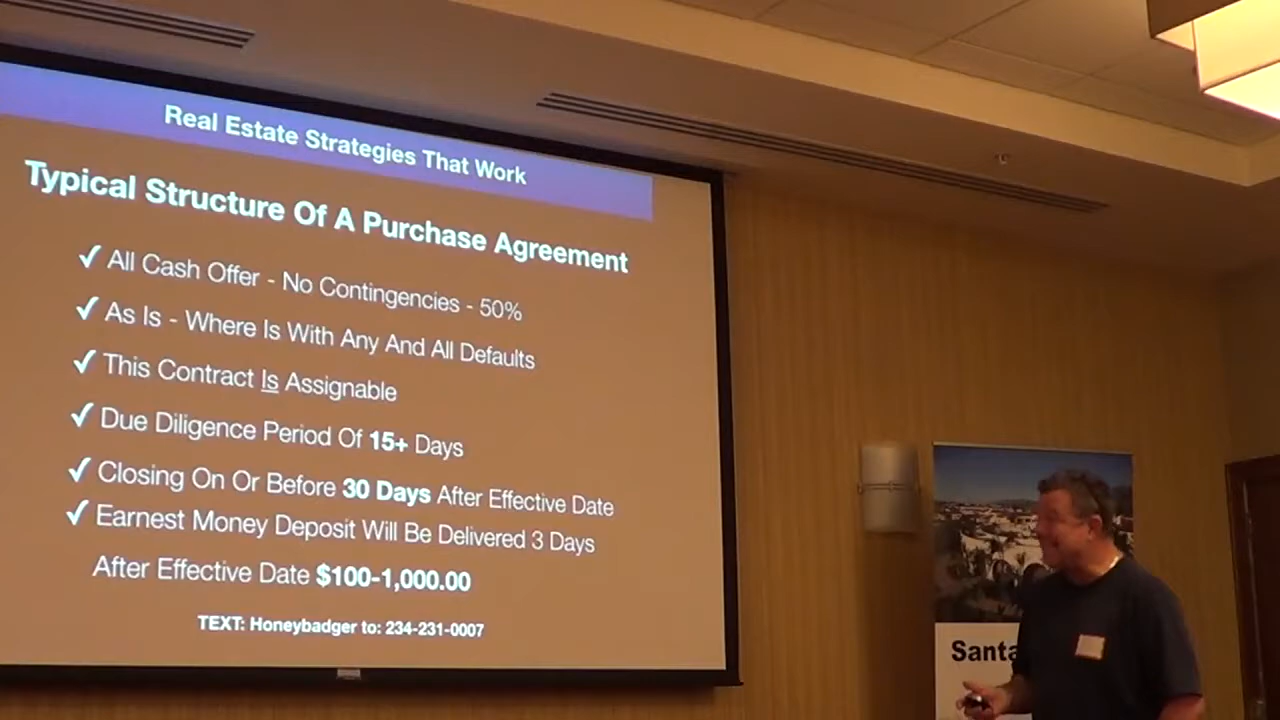 Real Estate Strategies That Work
Typical Structure Of A Purchase Agreement
✓ All Cash Offer - No Contingencies - 50%
✓ As Is - Where Is With Any And All Defaults
✓ This Contract Is Assignable
✓ Due Diligence Period Of 15+ Days
✓ Closing On Or Before 30 Days After Effective Date
✓ Earnest Money Deposit Will Be Delivered 3 Days
After Effective Date $100-1,000.00
TEXT: Honeybadger to: 234-231-0007
Santa